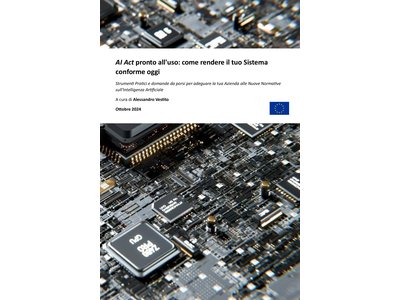 AI Act pronto all'uso: come rendere il tuo Sistema
conforme oggi
Strumenti Pratici e domande da porsi per adeguare la tua Azienda alle Nuove Normative
sull'Intelligenza Artificiale
A cura di Alessandro Vestito
Ottobre 2024